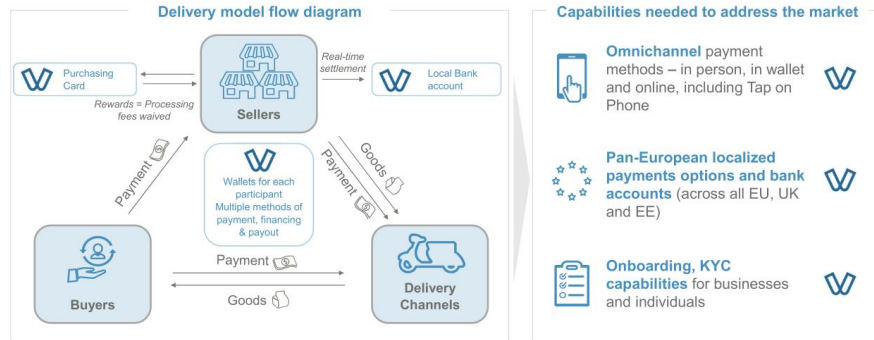 Delivery model flow diagram
Purchasing
Card
Rewards = Processing
fees waived
Sellers
Real-time
settlement
Local Bank
account
Payment
Wallets for each
participant
Multiple methods of
payment, financing
& payout
Goods
Payment
Buyers
Payment
Goods
Delivery
Channels
Capabilities needed to address the market
Omnichannel payment
methods – in person, in wallet
and online, including Tap on
Phone
Pan-European localized
payments options and bank
accounts (across all EU, UK
and EE)
Onboarding, KYC
capabilities for businesses
and individuals